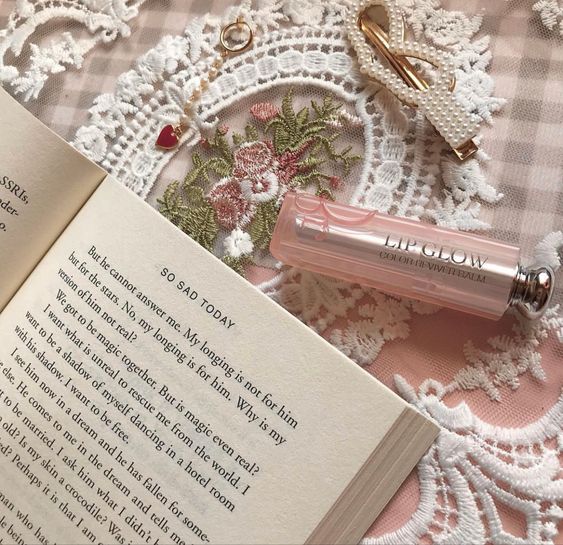 SSRIs,
nder-
o.
SO SAD TODAY
But he cannot answer me. My longing is not for him
but for the stars. No, my longing is for him. Why is my
version of him not real?
We got to be magic together. But is magic even real?
I want what is unreal to rescue me from the world. I
want to be a shadow of myself dancing in a hotel room
with his shadow. I want to be free.
I see him now in a dream and he has fallen for some-
e else. He comes to me in the dream and tells me
to be married. I ask him what I didn't
old? Is my skin a crocodile? Was
Perhaps it is that I am
man who has
being
LIP GLOW
COLOR REVIVER BALM